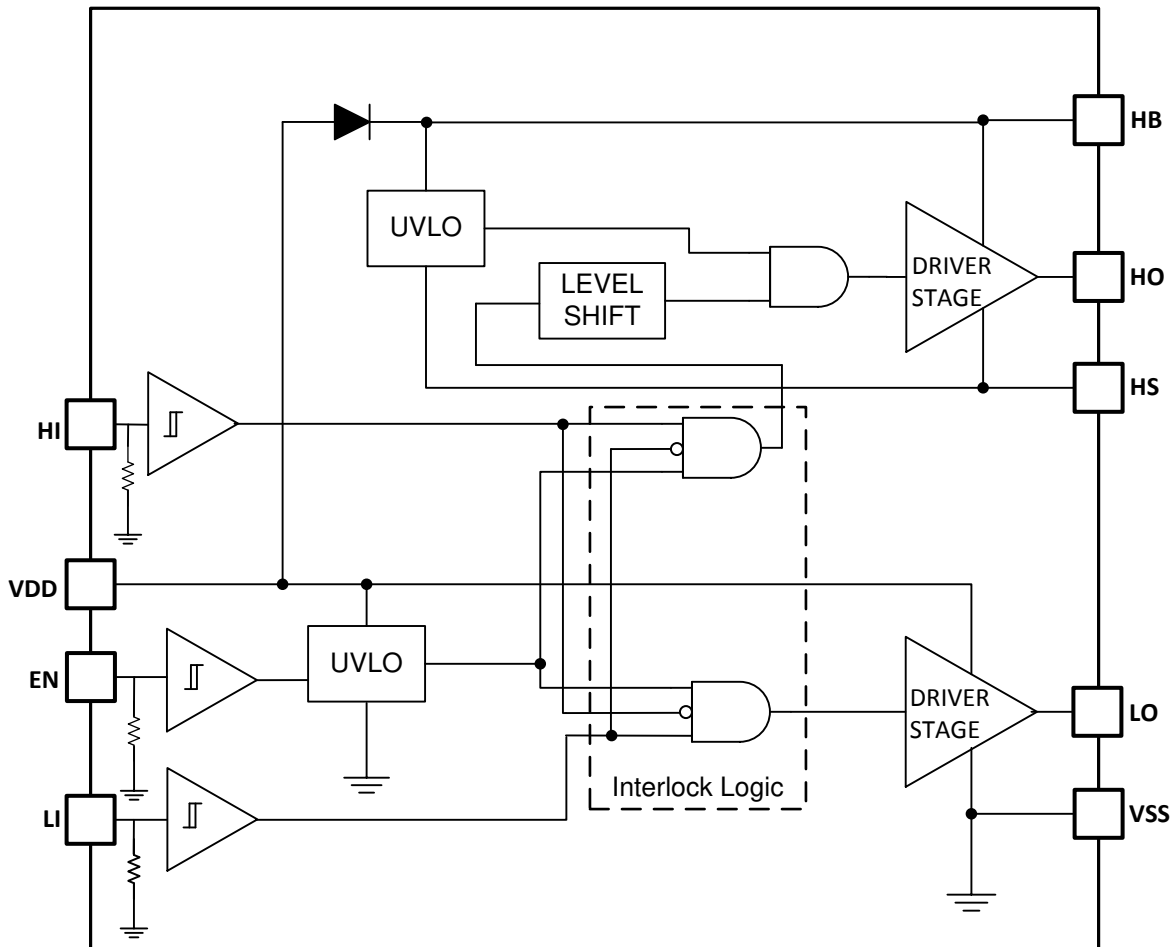 HB
UVLO
LEVEL
SHIFT
DRIVER
STAGE
HO
HS
HI
VDD
EN
UVLO
DRIVER
STAGE
LO
Interlock Logic
LI
VSS